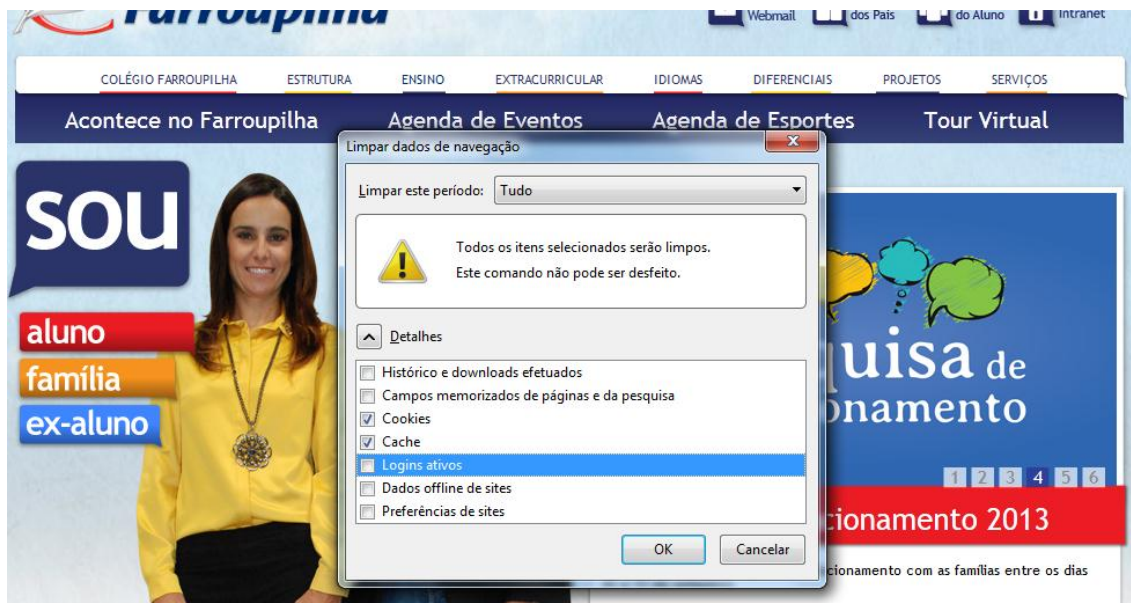 Farroupilha
Webmail
dos Pais
do Aluno
Intranet
COLÉGIO FARROUPILHA ESTRUTURA ENSINO EXTRACURRICULAR IDIOMAS DIFERENCIAIS PROJETOS SERVIÇOS
Acontece no Farroupilha Agenda de Eventos Agenda de Esportes Tour Virtual
sou
aluno
família
ex-aluno
Limpar dados de navegação
Limpar este período: Tudo
Todos os itens selecionados serão limpos.
Este comando não pode ser desfeito.
Detalhes
Histórico e downloads efetuados
Campos memorizados de páginas e da pesquisa
Cookies
Cache
Logins ativos
Dados offline de sites
Preferências de sites
OK Cancelar
uisa de
onamento
1 2 3 4 5 6
cionamento 2013
cionamento com as famílias entre os dias